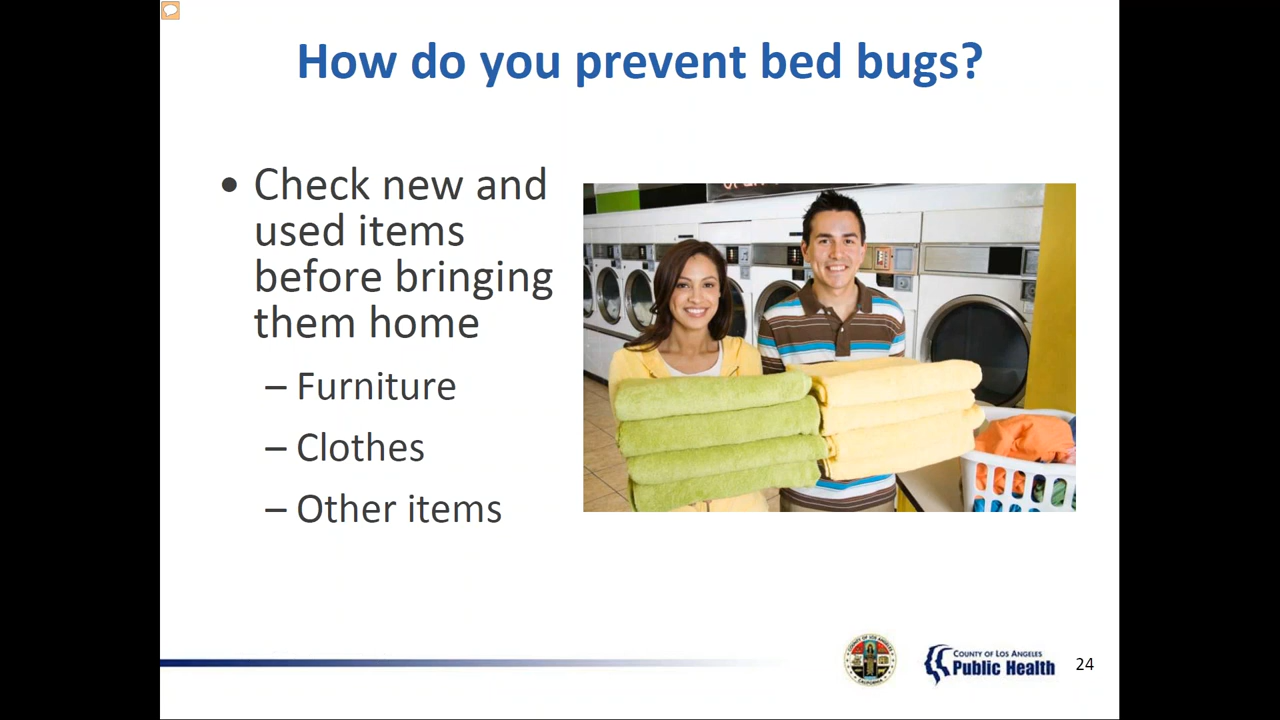 How do you prevent bed bugs?
• Check new and
used items
before bringing
them home
– Furniture
– Clothes
– Other items
COUNTY OF LOS ANGELES
Public Health
24